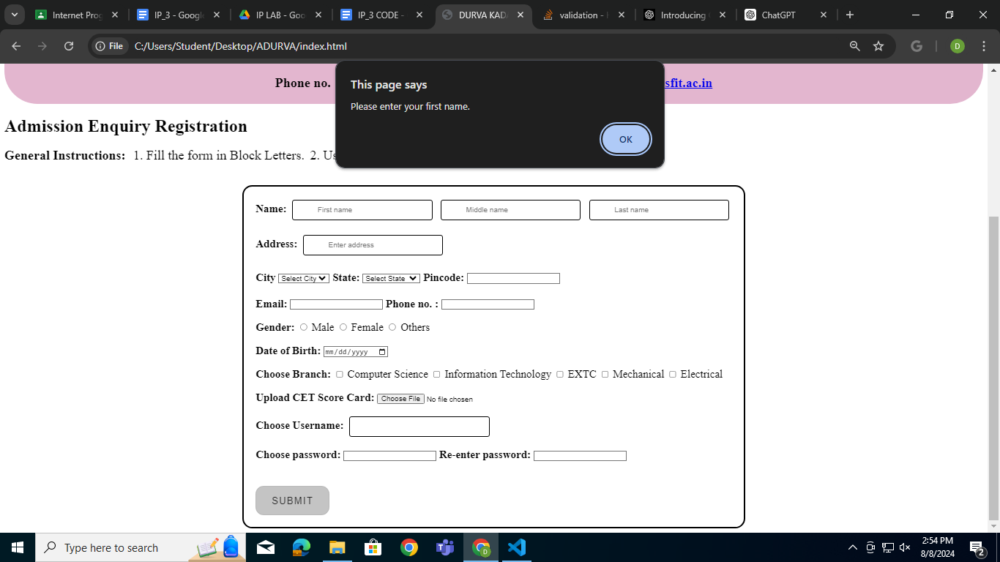 Internet Prog
IP_3 - Google
IP LAB - Goo
IP_3 CODE -
DURVA KADA
validation -
Introducing
ChatGPT
File C:/Users/Student/Desktop/ADURVA/index.html
G D
This page says
Please enter your first name.
OK
Phone no. sfit.ac.in
Admission Enquiry Registration
General Instructions: 1. Fill the form in Block Letters. 2. Us
Name: First name Middle name Last name
Address: Enter address
City Select City State: Select State Pincode:
Email: Phone no. :
Gender: Male Female Others
Date of Birth: mm/dd/yyyy
Choose Branch: Computer Science Information Technology EXTC Mechanical Electrical
Upload CET Score Card: Choose File No file chosen
Choose Username:
Choose password: Re-enter password:
SUBMIT
Type here to search
2:54 PM
8/8/2024
2